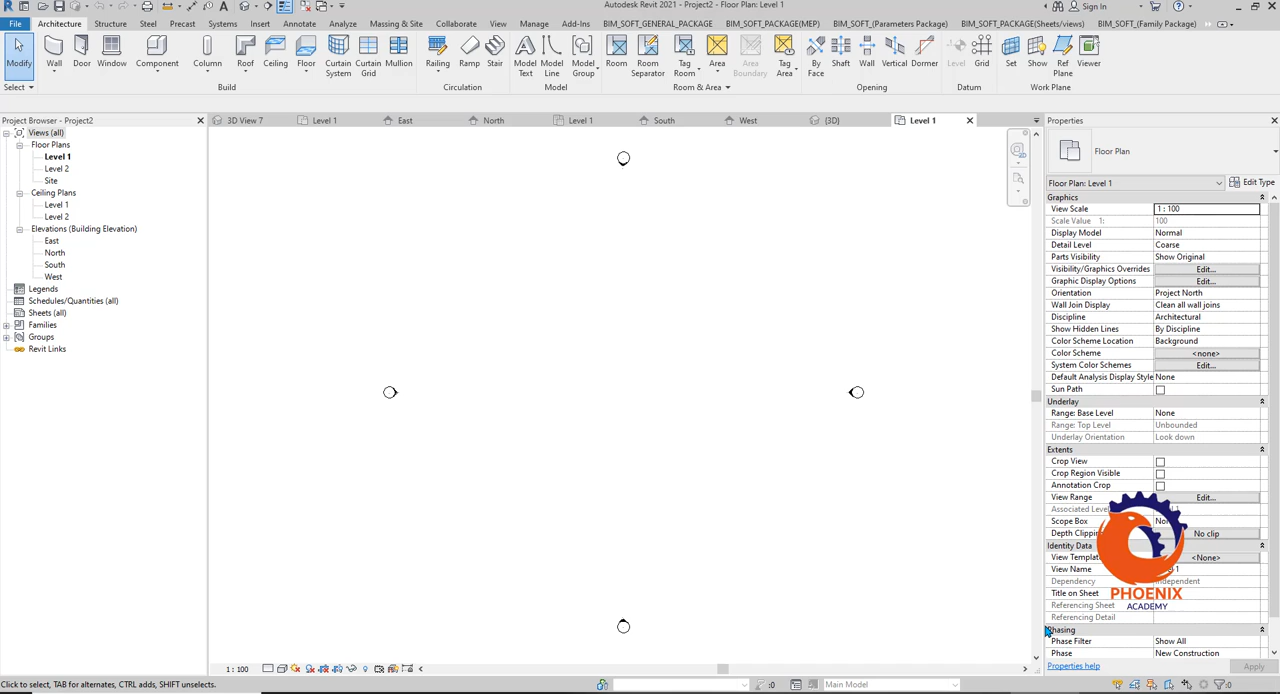 Autodesk Revit 2021 - Project2 - Floor Plan: Level 1
Sign In
File Architecture Structure Steel Precast Systems Insert Annotate Analyze Massing & Site Collaborate View Manage Add-Ins BIM_SOFT_GENERAL_PACKAGE BIM_SOFT_PACKAGE(MEP) BIM_SOFT_(Parameters Package) BIM_SOFT_PACKAGE(Sheets/views) BIM_SOFT_(Family Package) Modify
Modify Wall Door Window Component Column Roof Ceiling Floor Curtain System Curtain Grid Mullion Railing Ramp Stair Model Text Model Line Model Group Room Room Separator Tag Room Area Area Boundary Tag Area By Face Shaft Wall Vertical Dormer Level Grid Set Show Ref Plane Viewer
Select Build Circulation Model Room & Area Opening Datum Work Plane
Project Browser - Project2
3D View 7 Level 1 East North Level 1 South West {3D} Level 1
Views (all)
Floor Plans
Level 1
Level 2
Site
Ceiling Plans
Level 1
Level 2
Elevations (Building Elevation)
East
North
South
West
Legends
Schedules/Quantities (all)
Sheets (all)
Families
Groups
Revit Links
Properties
Floor Plan
Floor Plan: Level 1 Edit Type
Graphics
View Scale 1 : 100
Scale Value 1: 100
Display Model Normal
Detail Level Coarse
Parts Visibility Show Original
Visibility/Graphics Overrides Edit...
Graphic Display Options Edit...
Orientation Project North
Wall Join Display Clean all wall joins
Discipline Architectural
Show Hidden Lines By Discipline
Color Scheme Location Background
Color Scheme <none>
System Color Schemes Edit...
Default Analysis Display Style None
Sun Path
Underlay
Range: Base Level None
Range: Top Level Unbounded
Underlay Orientation Look down
Extents
Crop View
Crop Region Visible
Annotation Crop
View Range Edit...
Associated Level 1
Scope Box
Depth Clipping No clip
Identity Data
View Template <None>
View Name
Dependency Independent
Title on Sheet
Referencing Sheet
Referencing Detail
Phasing
Phase Filter Show All
Phase New Construction
Properties help Apply
PHOENIX
ACADEMY
1 : 100
Click to select, TAB for alternates, CTRL adds, SHIFT unselects. :0 Main Model :0